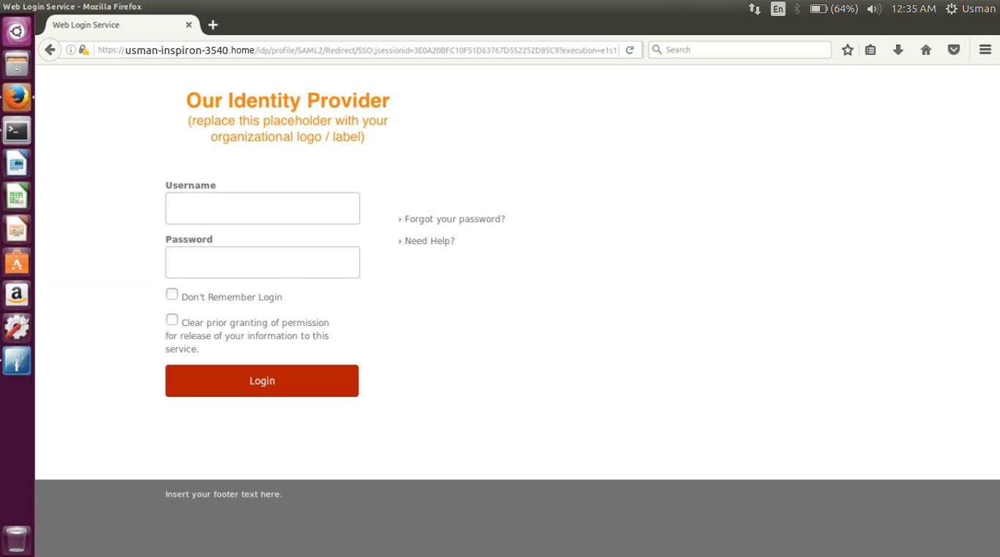 Web Login Service - Mozilla Firefox
En
(64%)
12:35 AM
Usman
Web Login Service
https://usman-inspiron-3540.home/idp/profile/SAML2/Redirect/SSO;jsessionid=3E0A20BFC10F51D63767D552252D85C9?execution=e1s1
Search
Our Identity Provider
(replace this placeholder with your
organizational logo / label)
Username
Password
› Forgot your password?
› Need Help?
Don't Remember Login
Clear prior granting of permission
for release of your information to this
service.
Login
Insert your footer text here.